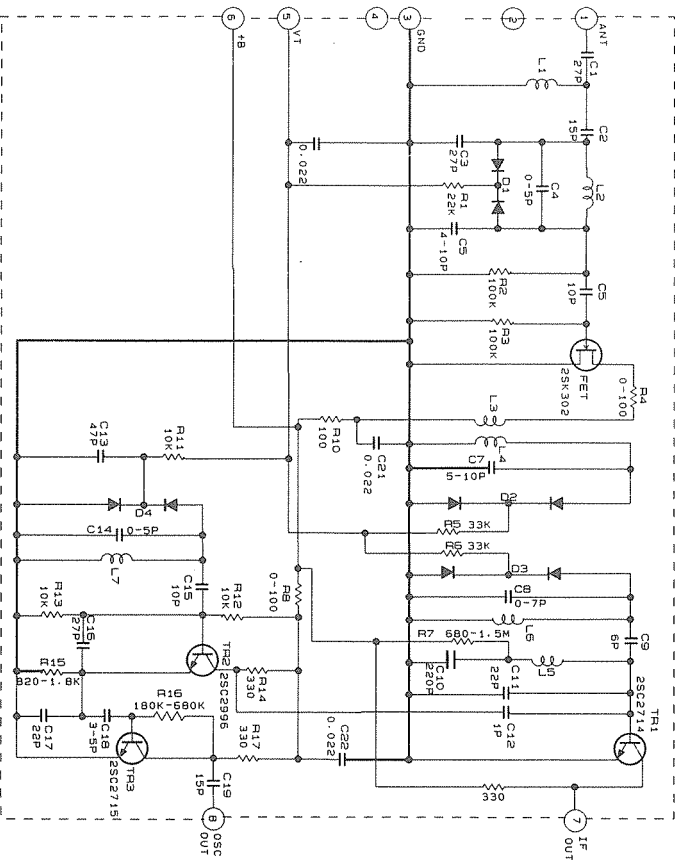 6
+B
5
VT
4
3
GND
2
1
ANT
C1
27P
L1
C2
15P
0.022
C3
27P
D1
C4
0-5P
L2
R1
22K
C5
4-10P
R2
100K
C5
10P
R3
100K
FET
2SK302
R4
0-100
L3
R10
100
C21
0.022
L4
C7
5-10P
R11
10K
C13
47P
D4
C14 0-5P
L7
C15
10P
D2
R5 33K
R6 33K
D3
C8
0-7P
L6
C9
6P
R8
0-100
R12
10K
R13
10K
C16
27P
R7 680-1.5M
L5
C10
220P
C11
22P
C12
1P
TR1
2SC2714
TR2
2SC2996
R14
330
R15
820-1.8K
R16
180K-680K
C17
22P
C18
3-5P
TR3
2SC2715
R17
330
C22
0.022
C19
15P
330
8
OSC
OUT
7
IF
OUT